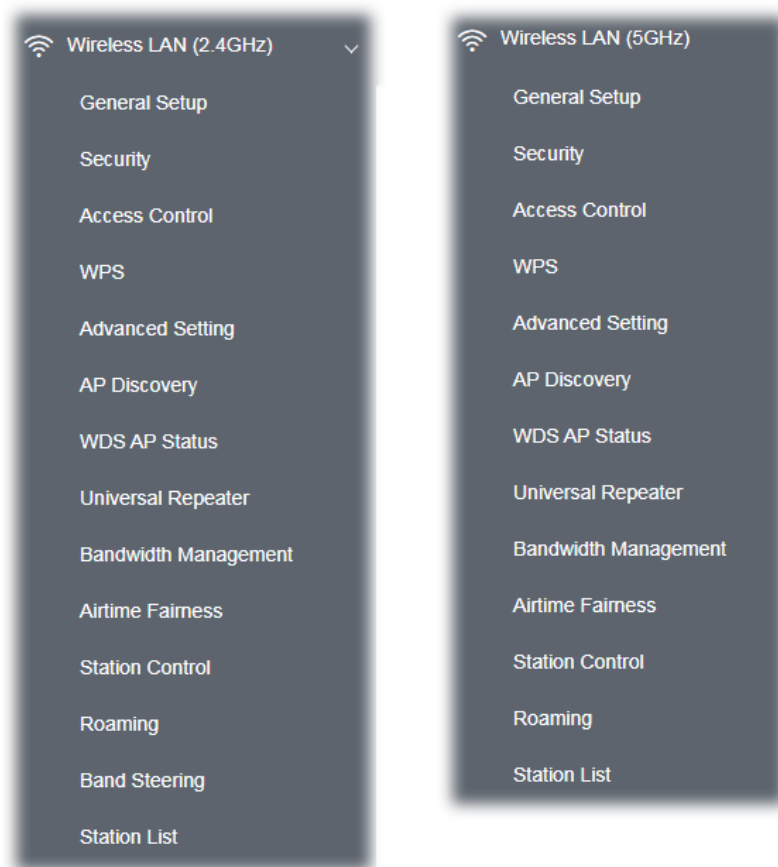 Wireless LAN (2.4GHz)
General Setup
Security
Access Control
WPS
Advanced Setting
AP Discovery
WDS AP Status
Universal Repeater
Bandwidth Management
Airtime Fairness
Station Control
Roaming
Band Steering
Station List
Wireless LAN (5GHz)
General Setup
Security
Access Control
WPS
Advanced Setting
AP Discovery
WDS AP Status
Universal Repeater
Bandwidth Management
Airtime Fairness
Station Control
Roaming
Station List